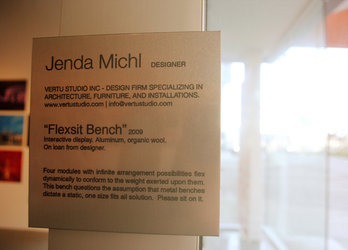 Jenda Michl DESIGNER
VERTU STUDIO INC - DESIGN FIRM SPECIALIZING IN
ARCHITECTURE, FURNITURE, AND INSTALLATIONS.
www.vertustudio.com | info@vertustudio.com
"Flexsit Bench" 2009
Interactive display. Aluminum, organic wool.
On loan from designer.
Four modules with infinite arrangement possibilities flex
dynamically to conform to the weight exerted upon them.
This bench questions the assumption that metal benches
dictate a static, one size fits all solution. Please sit on it.